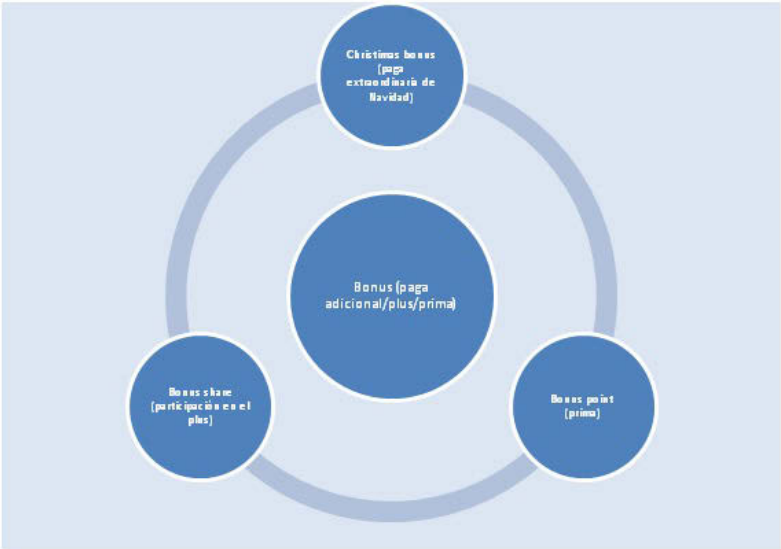 Christmas bonus
(paga
extraordinaria de
Navidad)
Bonus (paga
adicional/plus/prima)
Bonus share
(participación en el
plus)
Bonus point
(prima)